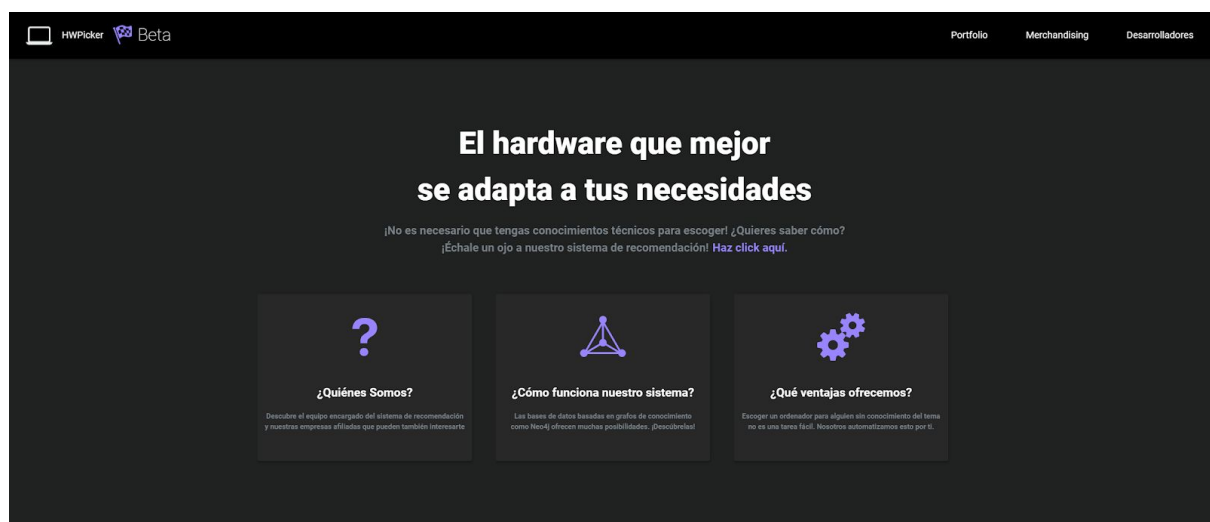 HWPicker Beta Portfolio Merchandising Desarrolladores
El hardware que mejor
se adapta a tus necesidades
¡No es necesario que tengas conocimientos técnicos para escoger! ¿Quieres saber cómo?
¡Échale un ojo a nuestro sistema de recomendación! Haz click aquí.
?
¿Quiénes Somos?
Descubre el equipo encargado del sistema de recomendación
y nuestras empresas afiliadas que pueden también interesarte
¿Cómo funciona nuestro sistema?
Las bases de datos basadas en grafos de conocimiento
como Neo4j ofrecen muchas posibilidades. ¡Descúbrelas!
¿Qué ventajas ofrecemos?
Escoger un ordenador para alguien sin conocimiento del tema
no es una tarea fácil. Nosotros automatizamos esto por ti.